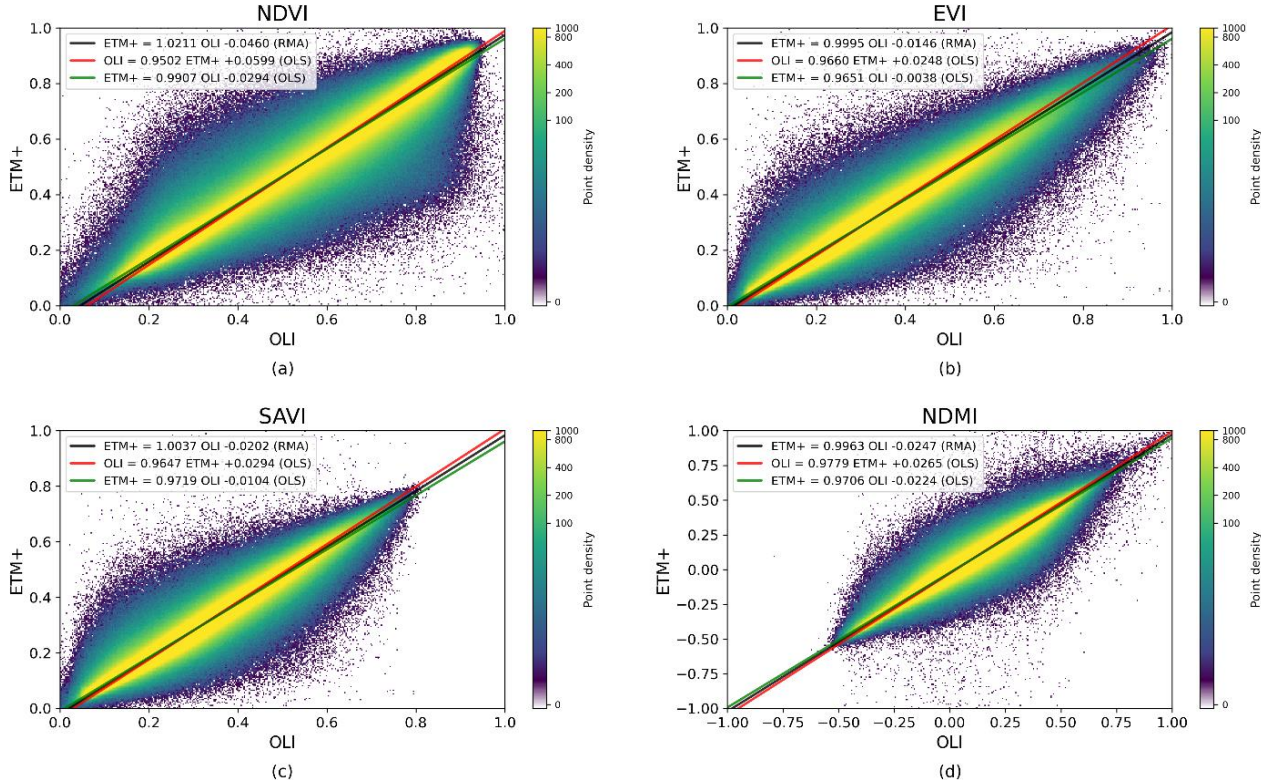 NDVI
ETM+ = 1.0211 OLI -0.0460 (RMA)
OLI = 0.9502 ETM+ +0.0599 (OLS)
ETM+ = 0.9907 OLI -0.0294 (OLS)
1.0
0.8
0.6
0.4
0.2
0.0
ETM+
0.0 0.2 0.4 0.6 0.8 1.0
OLI
1000
800
400
200
100
0
Point density
(a)
EVI
ETM+ = 0.9995 OLI -0.0146 (RMA)
OLI = 0.9660 ETM+ +0.0248 (OLS)
ETM+ = 0.9651 OLI -0.0038 (OLS)
1.0
0.8
0.6
0.4
0.2
0.0
ETM+
0.0 0.2 0.4 0.6 0.8 1.0
OLI
1000
800
400
200
100
0
Point density
(b)
SAVI
ETM+ = 1.0037 OLI -0.0202 (RMA)
OLI = 0.9647 ETM+ +0.0294 (OLS)
ETM+ = 0.9719 OLI -0.0104 (OLS)
1.0
0.8
0.6
0.4
0.2
0.0
ETM+
0.0 0.2 0.4 0.6 0.8 1.0
OLI
1000
800
400
200
100
0
Point density
(c)
NDMI
ETM+ = 0.9963 OLI -0.0247 (RMA)
OLI = 0.9779 ETM+ +0.0265 (OLS)
ETM+ = 0.9706 OLI -0.0224 (OLS)
1.00
0.75
0.50
0.25
0.00
−0.25
−0.50
−0.75
−1.00
ETM+
−1.00 −0.75 −0.50 −0.25 0.00 0.25 0.50 0.75 1.00
OLI
1000
800
400
200
100
0
Point density
(d)